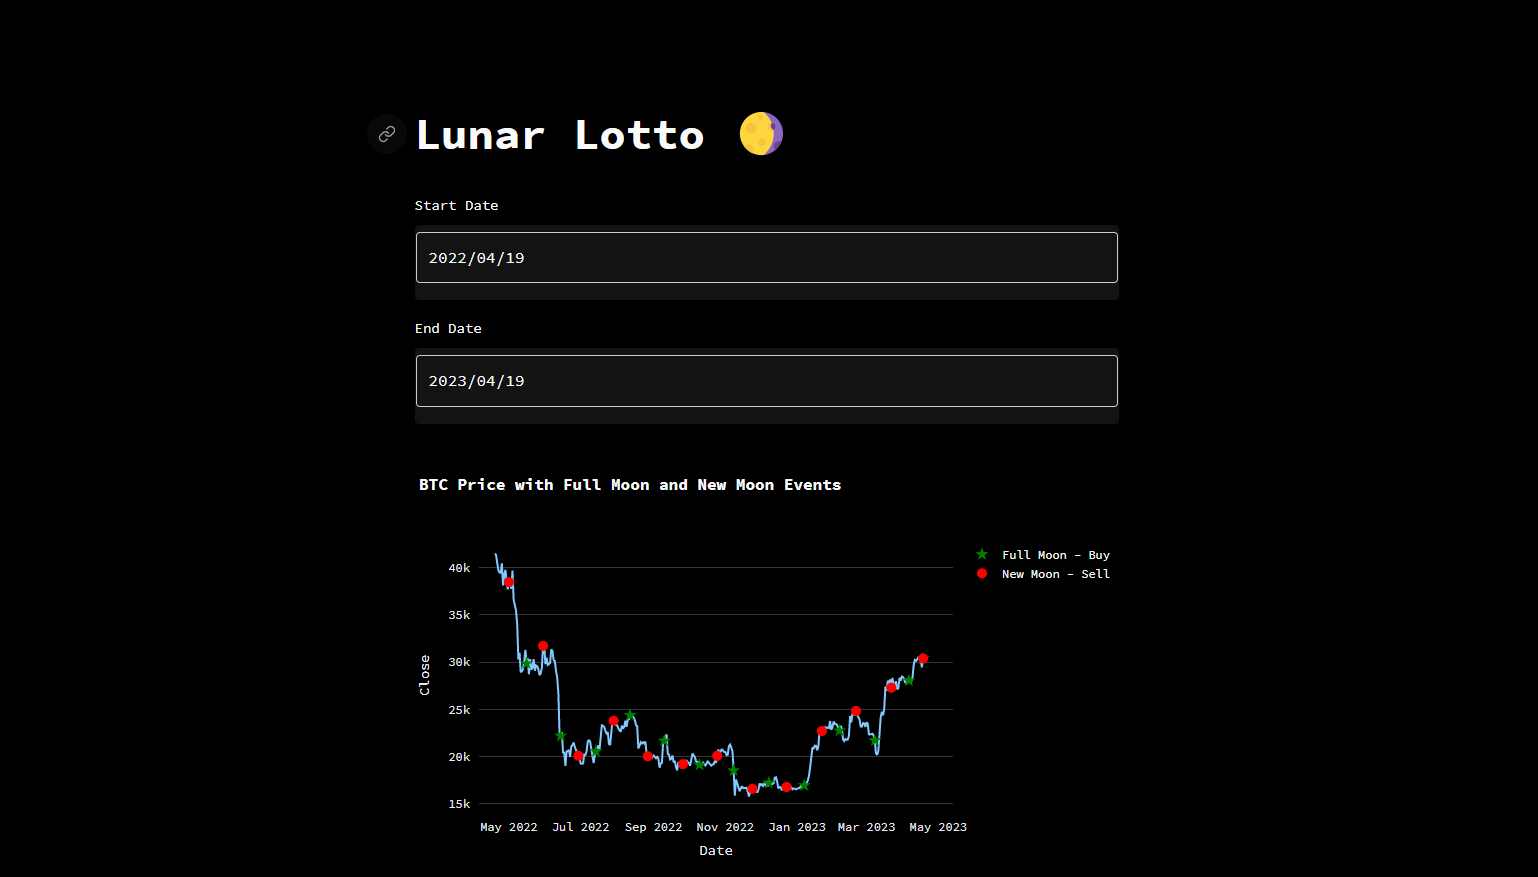 Lunar Lotto
Start Date
2022/04/19
End Date
2023/04/19
BTC Price with Full Moon and New Moon Events
Full Moon – Buy
New Moon – Sell
40k
35k
30k
25k
20k
15k
Close
May 2022 Jul 2022 Sep 2022 Nov 2022 Jan 2023 Mar 2023 May 2023
Date